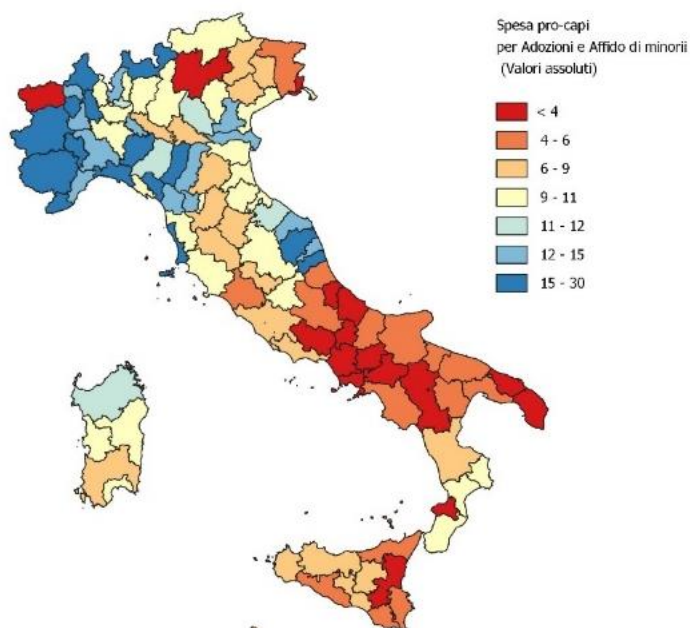 Spesa pro-capi
per Adozioni e Affido di minorii
(Valori assoluti)
< 4
4 - 6
6 - 9
9 - 11
11 - 12
12 - 15
15 - 30